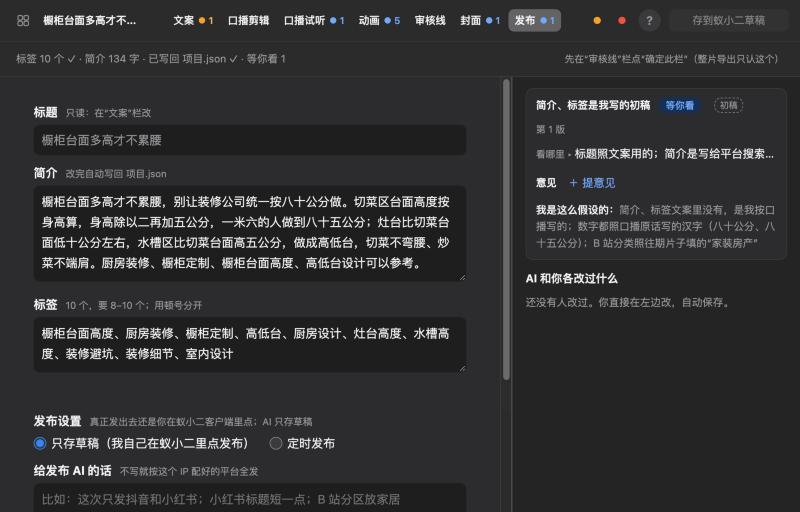 橱柜台面多高才不…
文案 1
口播剪辑
口播试听 1
动画 5
审核线
封面 1
发布 1
?
存到蚁小二草稿
标签 10 个 ✓ · 简介 134 字 · 已写回 项目.json ✓ · 等你看 1
先在“审核线”栏点“确定此栏”（整片导出只认这个）
标题 只读：在“文案”栏改
橱柜台面多高才不累腰
简介 改完自动写回 项目.json
橱柜台面多高才不累腰，别让装修公司统一按八十公分做。切菜区台面高度按
身高算，身高除以二再加五公分，一米六的人做到八十五公分；灶台比切菜台
面低十公分左右，水槽区比切菜台面高五公分，做成高低台，切菜不弯腰、炒
菜不端肩。厨房装修、橱柜定制、橱柜台面高度、高低台设计可以参考。
标签 10 个，要 8–10 个；用顿号分开
橱柜台面高度、厨房装修、橱柜定制、高低台、厨房设计、灶台高度、水槽高
度、装修避坑、装修细节、室内设计
发布设置 真正发出去还是你在蚁小二客户端里点；AI 只存草稿
只存草稿（我自己在蚁小二里点发布）
定时发布
给发布 AI 的话 不写就按这个 IP 配好的平台全发
比如：这次只发抖音和小红书；小红书标题短一点；B 站分区放家居
简介、标签是我写的初稿 等你看 初稿
第 1 版
看哪里 ▸ 标题照文案用的；简介是写给平台搜索…
意见 ＋ 提意见
我是这么假设的：简介、标签文案里没有，是我按口
播写的；数字都照口播原话写的汉字（八十公分、八
十五公分）；B 站分类照往期片子填的“家装房产”
AI 和你各改过什么
还没有人改过。你直接在左边改，自动保存。